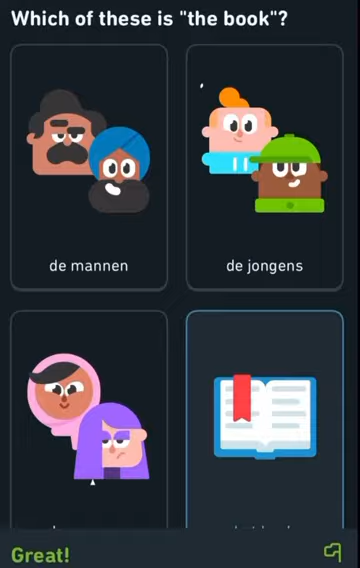 Which of these is "the book"?
de mannen
de jongens
Great!